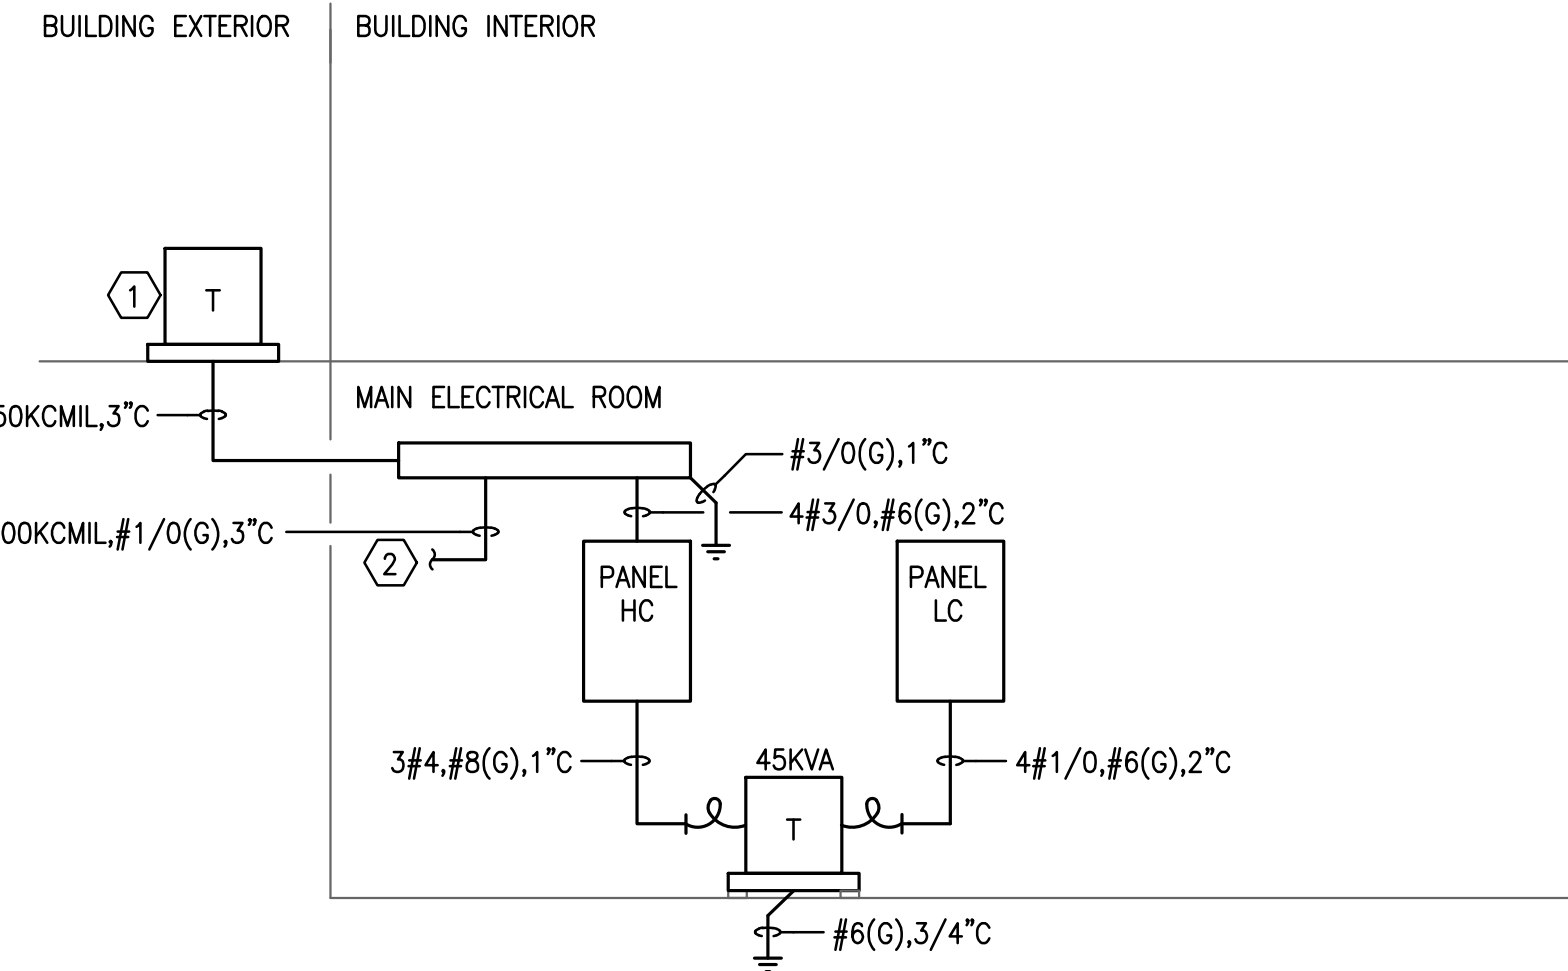 BUILDING EXTERIOR
BUILDING INTERIOR
1
T
MAIN ELECTRICAL ROOM
50KCMIL,3"C
#3/0(G),1"C
4#3/0,#6(G),2"C
00KCMIL,#1/0(G),3"C
2
PANEL
HC
PANEL
LC
3#4,#8(G),1"C
45KVA
4#1/0,#6(G),2"C
T
#6(G),3/4"C